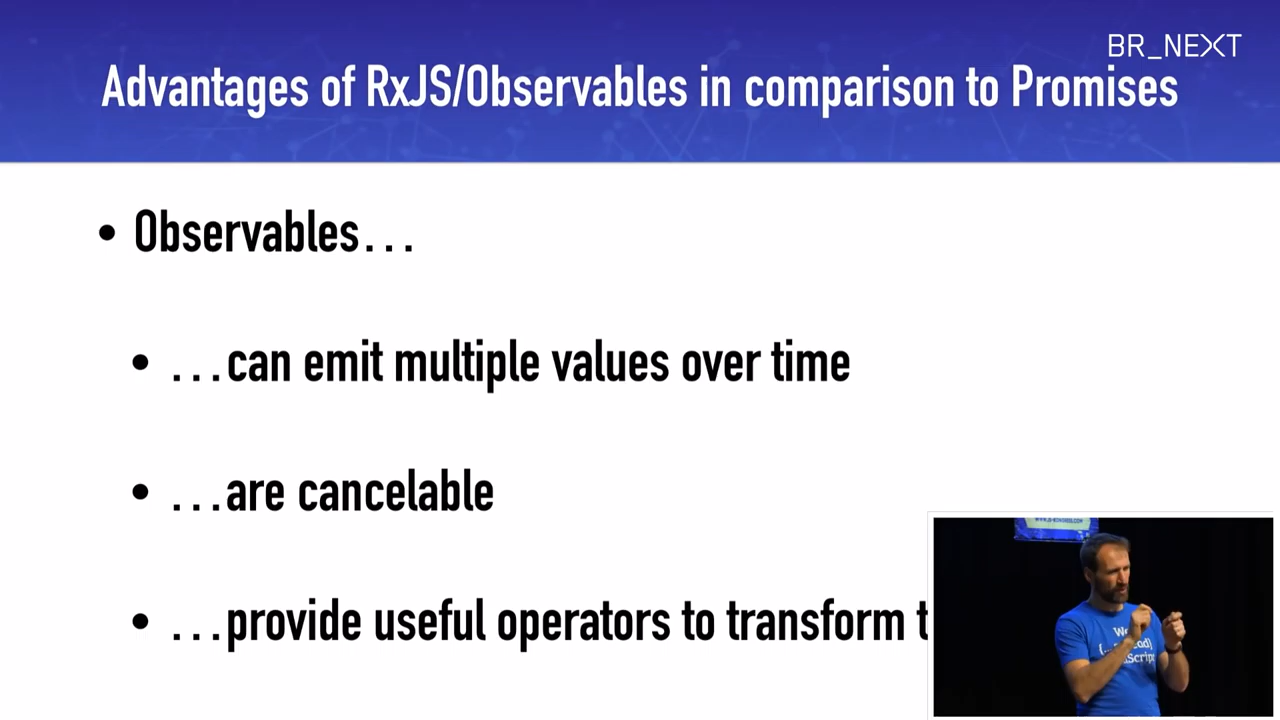 BR_NEXT
Advantages of RxJS/Observables in comparison to Promises
• Observables...
• ...can emit multiple values over time
• ...are cancelable
• ...provide useful operators to transform t
We